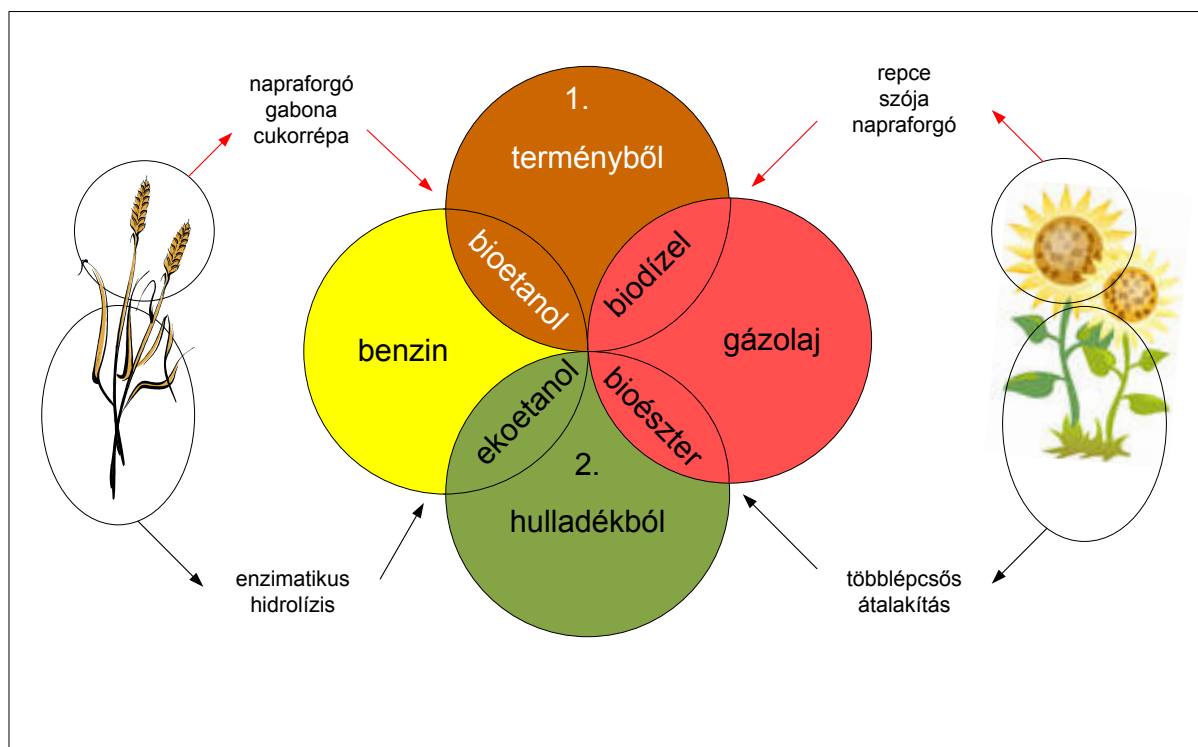 napraforgó
gabona
cukorrépa
repce
szója
napraforgó
1.
terményből
bioetanol
biodízel
benzin
gázolaj
ekoetanol
bioészter
2.
hulladékból
enzimatikus
hidrolízis
többlépcsős
átalakítás